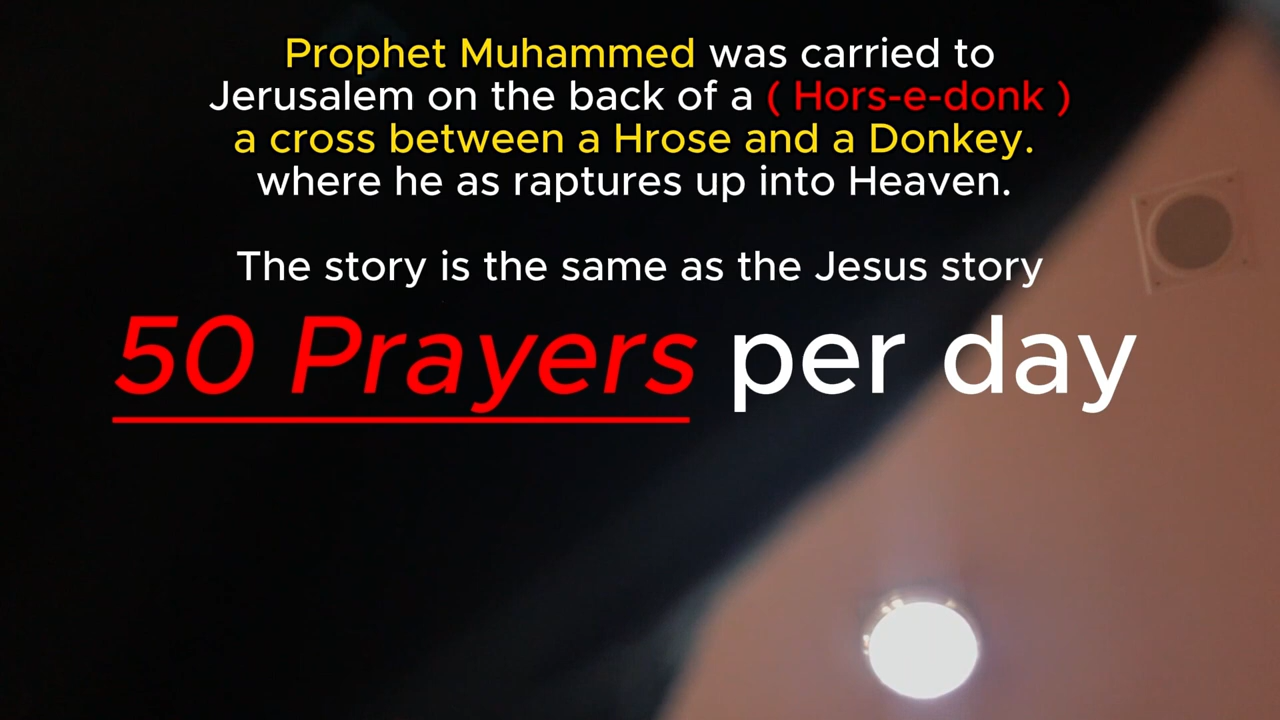 Prophet Muhammed was carried to
Jerusalem on the back of a ( Hors-e-donk )
a cross between a Hrose and a Donkey.
where he as raptures up into Heaven.
The story is the same as the Jesus story
50 Prayers per day